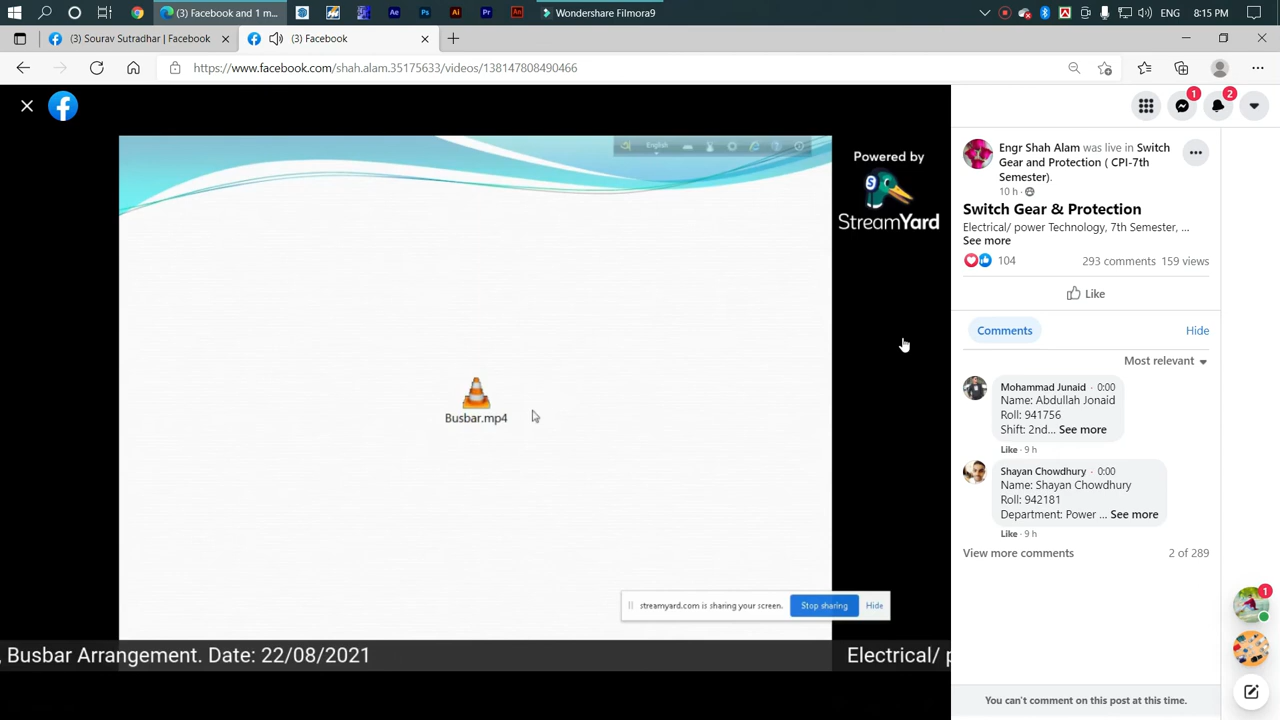 (3) Facebook and 1 m...
Wondershare Filmora9
ENG
8:15 PM
(3) Sourav Sutradhar | Facebook
(3) Facebook
https://www.facebook.com/shah.alam.35175633/videos/138147808490466
English
Powered by
StreamYard
Busbar.mp4
streamyard.com is sharing your screen.
Stop sharing
Hide
, Busbar Arrangement. Date: 22/08/2021
Electrical/ p
1
2
Engr Shah Alam was live in Switch
Gear and Protection ( CPI-7th
Semester).
10 h
Switch Gear & Protection
Electrical/ power Technology, 7th Semester, ...
See more
104
293 comments 159 views
Like
Comments
Hide
Most relevant
Mohammad Junaid · 0:00
Name: Abdullah Jonaid
Roll: 941756
Shift: 2nd... See more
Like · 9 h
Shayan Chowdhury · 0:00
Name: Shayan Chowdhury
Roll: 942181
Department: Power ... See more
Like · 9 h
View more comments
2 of 289
1
You can't comment on this post at this time.